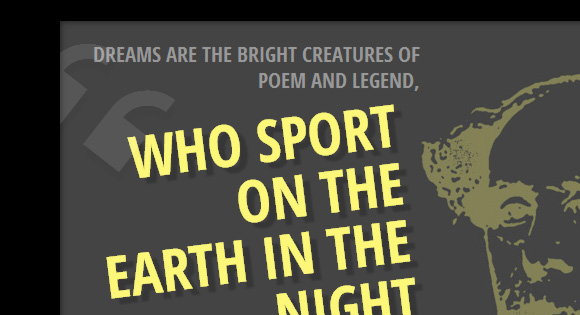 DREAMS ARE THE BRIGHT CREATURES OF
POEM AND LEGEND,
WHO SPORT
ON THE
EARTH IN THE
NIGHT